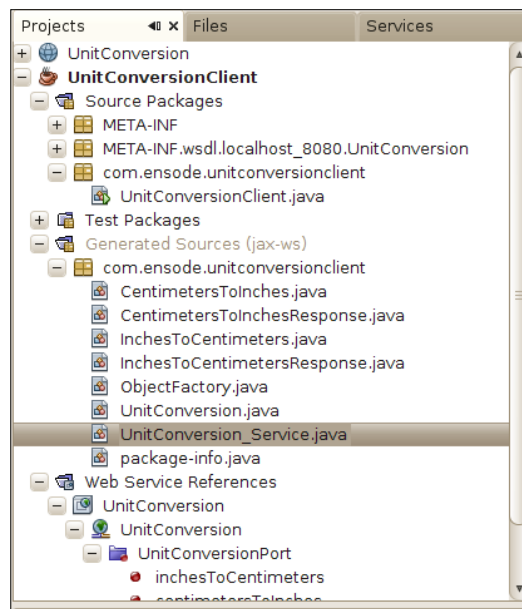 Projects Files Services
UnitConversion
UnitConversionClient
Source Packages
META-INF
META-INF.wsdl.localhost_8080.UnitConversion
com.ensode.unitconversionclient
UnitConversionClient.java
Test Packages
Generated Sources (jax-ws)
com.ensode.unitconversionclient
CentimetersToInches.java
CentimetersToInchesResponse.java
InchesToCentimeters.java
InchesToCentimetersResponse.java
ObjectFactory.java
UnitConversion.java
UnitConversion_Service.java
package-info.java
Web Service References
UnitConversion
UnitConversion
UnitConversionPort
inchesToCentimeters
centimetersToInches